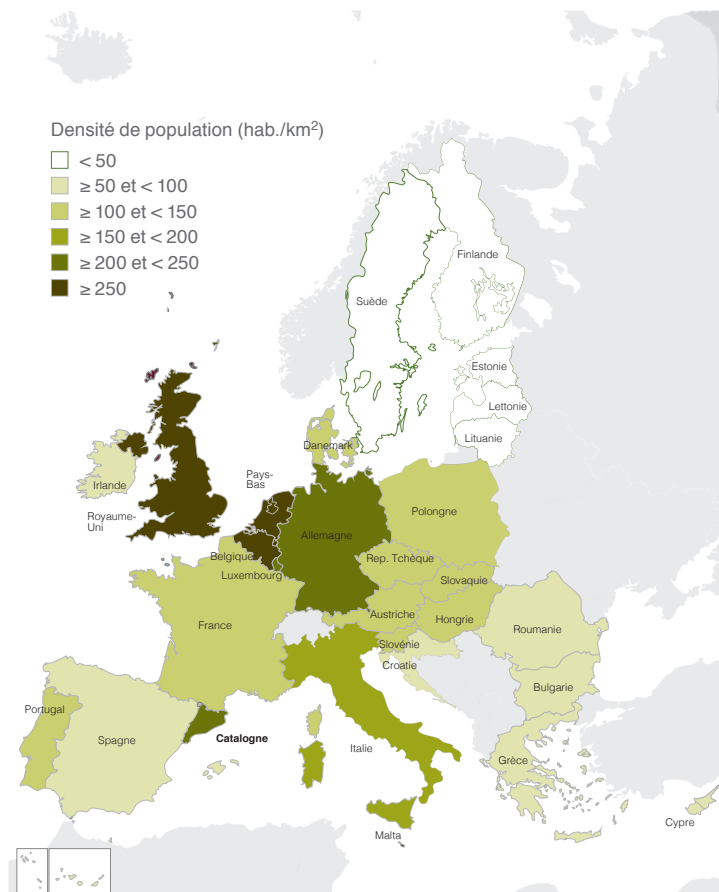 Densité de population (hab./km²)
< 50
≥ 50 et < 100
≥ 100 et < 150
≥ 150 et < 200
≥ 200 et < 250
≥ 250
Finlande
Suède
Estonie
Lettonie
Lituanie
Danemark
Irlande
Pays-
Bas
Royaume-
Uni
Polongne
Allemagne
Belgique
Rep. Tchèque
Luxembourg
Slovaquie
Austriche
Hongrie
France
Roumanie
Slovénie
Croatie
Bulgarie
Portugal
Spagne
Catalogne
Italie
Grèce
Cypre
Malta